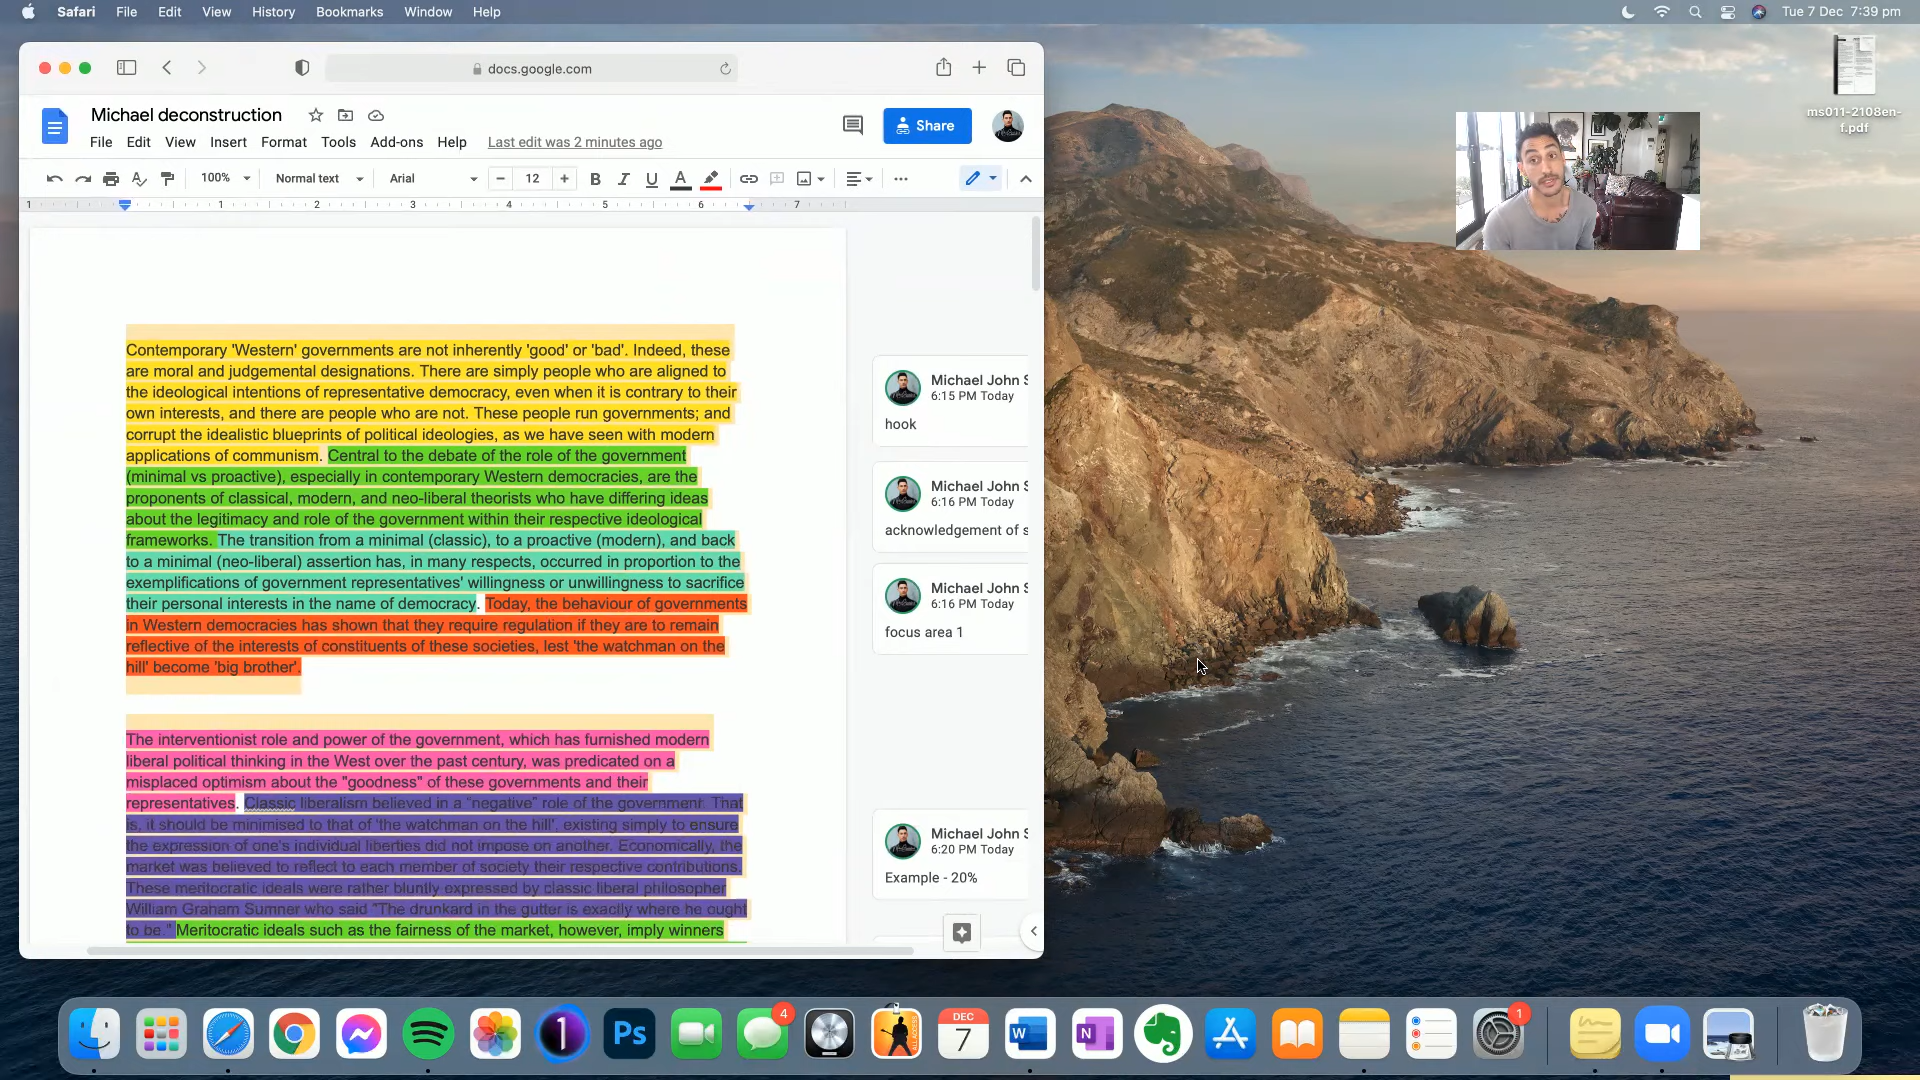 Safari File Edit View History Bookmarks Window Help
Tue 7 Dec 7:39 pm
docs.google.com
Michael deconstruction
Share
File Edit View Insert Format Tools Add-ons Help Last edit was 2 minutes ago
100% Normal text Arial 12
1 1 2 3 4 5 6 7
Contemporary 'Western' governments are not inherently 'good' or 'bad'. Indeed, these
are moral and judgemental designations. There are simply people who are aligned to
the ideological intentions of representative democracy, even when it is contrary to their
own interests, and there are people who are not. These people run governments; and
corrupt the idealistic blueprints of political ideologies, as we have seen with modern
applications of communism. Central to the debate of the role of the government
(minimal vs proactive), especially in contemporary Western democracies, are the
proponents of classical, modern, and neo-liberal theorists who have differing ideas
about the legitimacy and role of the government within their respective ideological
frameworks. The transition from a minimal (classic), to a proactive (modern), and back
to a minimal (neo-liberal) assertion has, in many respects, occurred in proportion to the
exemplifications of government representatives' willingness or unwillingness to sacrifice
their personal interests in the name of democracy. Today, the behaviour of governments
in Western democracies has shown that they require regulation if they are to remain
reflective of the interests of constituents of these societies, lest 'the watchman on the
hill' become 'big brother'.
The interventionist role and power of the government, which has furnished modern
liberal political thinking in the West over the past century, was predicated on a
misplaced optimism about the "goodness" of these governments and their
representatives. Classic liberalism believed in a "negative" role of the government. That
is, it should be minimised to that of 'the watchman on the hill', existing simply to ensure
the expression of one's individual liberties did not impose on another. Economically, the
market was believed to reflect to each member of society their respective contributions.
These meritocratic ideals were rather bluntly expressed by classic liberal philosopher
William Graham Sumner who said "The drunkard in the gutter is exactly where he ought
to be." Meritocratic ideals such as the fairness of the market, however, imply winners
Michael John S
6:15 PM Today
hook
Michael John S
6:16 PM Today
acknowledgement of s
Michael John S
6:16 PM Today
focus area 1
Michael John S
6:20 PM Today
Example - 20%
ms011-2108en-
f.pdf
1
Ps
4
DEC
7
W
N
1